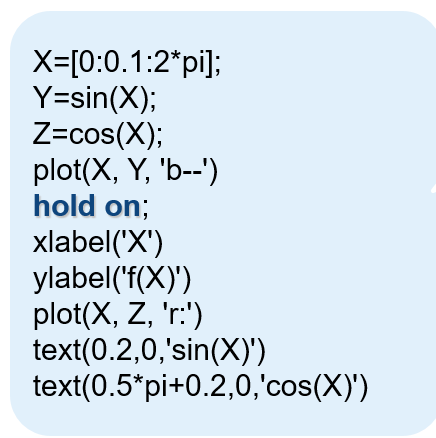 X=[0:0.1:2*pi];
Y=sin(X);
Z=cos(X);
plot(X, Y, 'b--')
hold on;
xlabel('X')
ylabel('f(X)')
plot(X, Z, 'r:')
text(0.2,0,'sin(X)')
text(0.5*pi+0.2,0,'cos(X)')